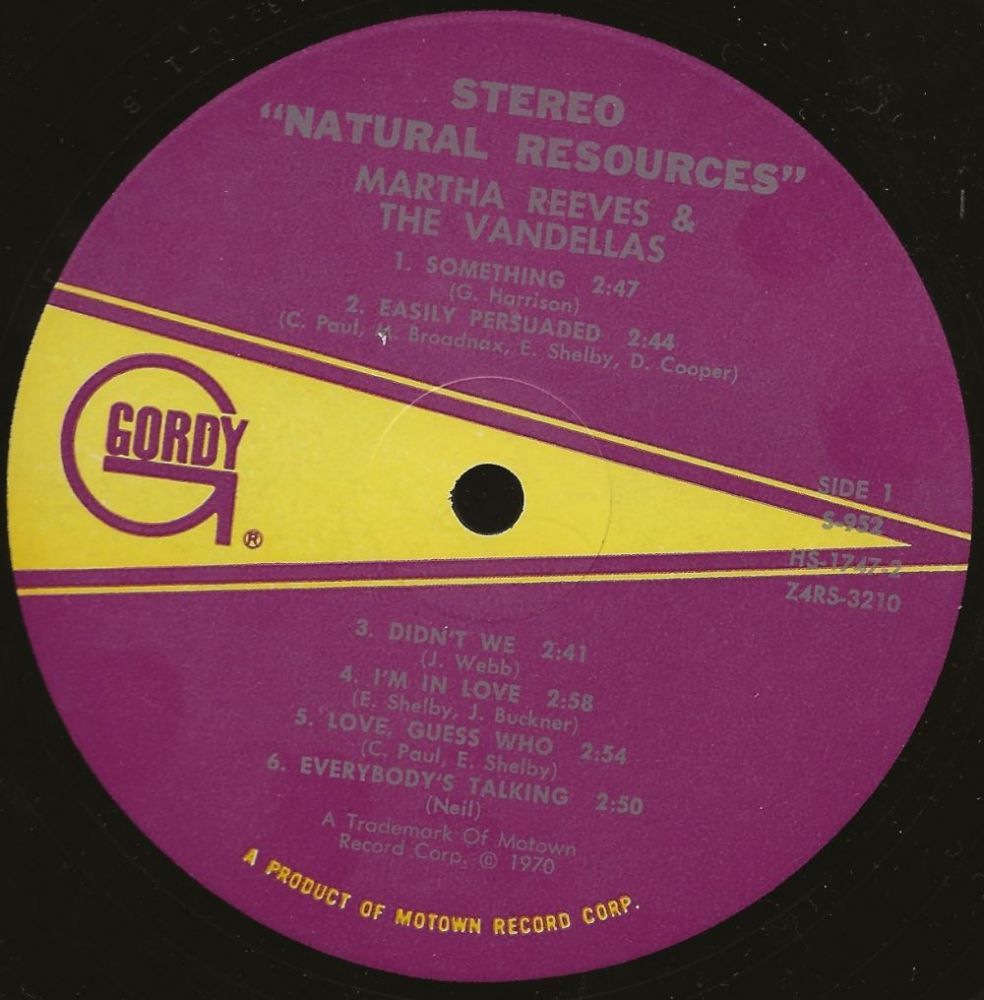 STEREO
“NATURAL RESOURCES”
MARTHA REEVES &
THE VANDELLAS
1. SOMETHING 2:47
(G. Harrison)
2. EASILY PERSUADED 2:44
(C. Paul, M. Broadnax, E. Shelby, D. Cooper)
GORDY
®
SIDE 1
S-952
HS-1747-2
Z4RS-3210
3. DIDN'T WE 2:41
(J. Webb)
4. I'M IN LOVE 2:58
(E. Shelby, J. Buckner)
5. LOVE, GUESS WHO 2:54
(C. Paul, E. Shelby)
6. EVERYBODY'S TALKING 2:50
(Neil)
A Trademark Of Motown
Record Corp. © 1970
A PRODUCT OF MOTOWN RECORD CORP.